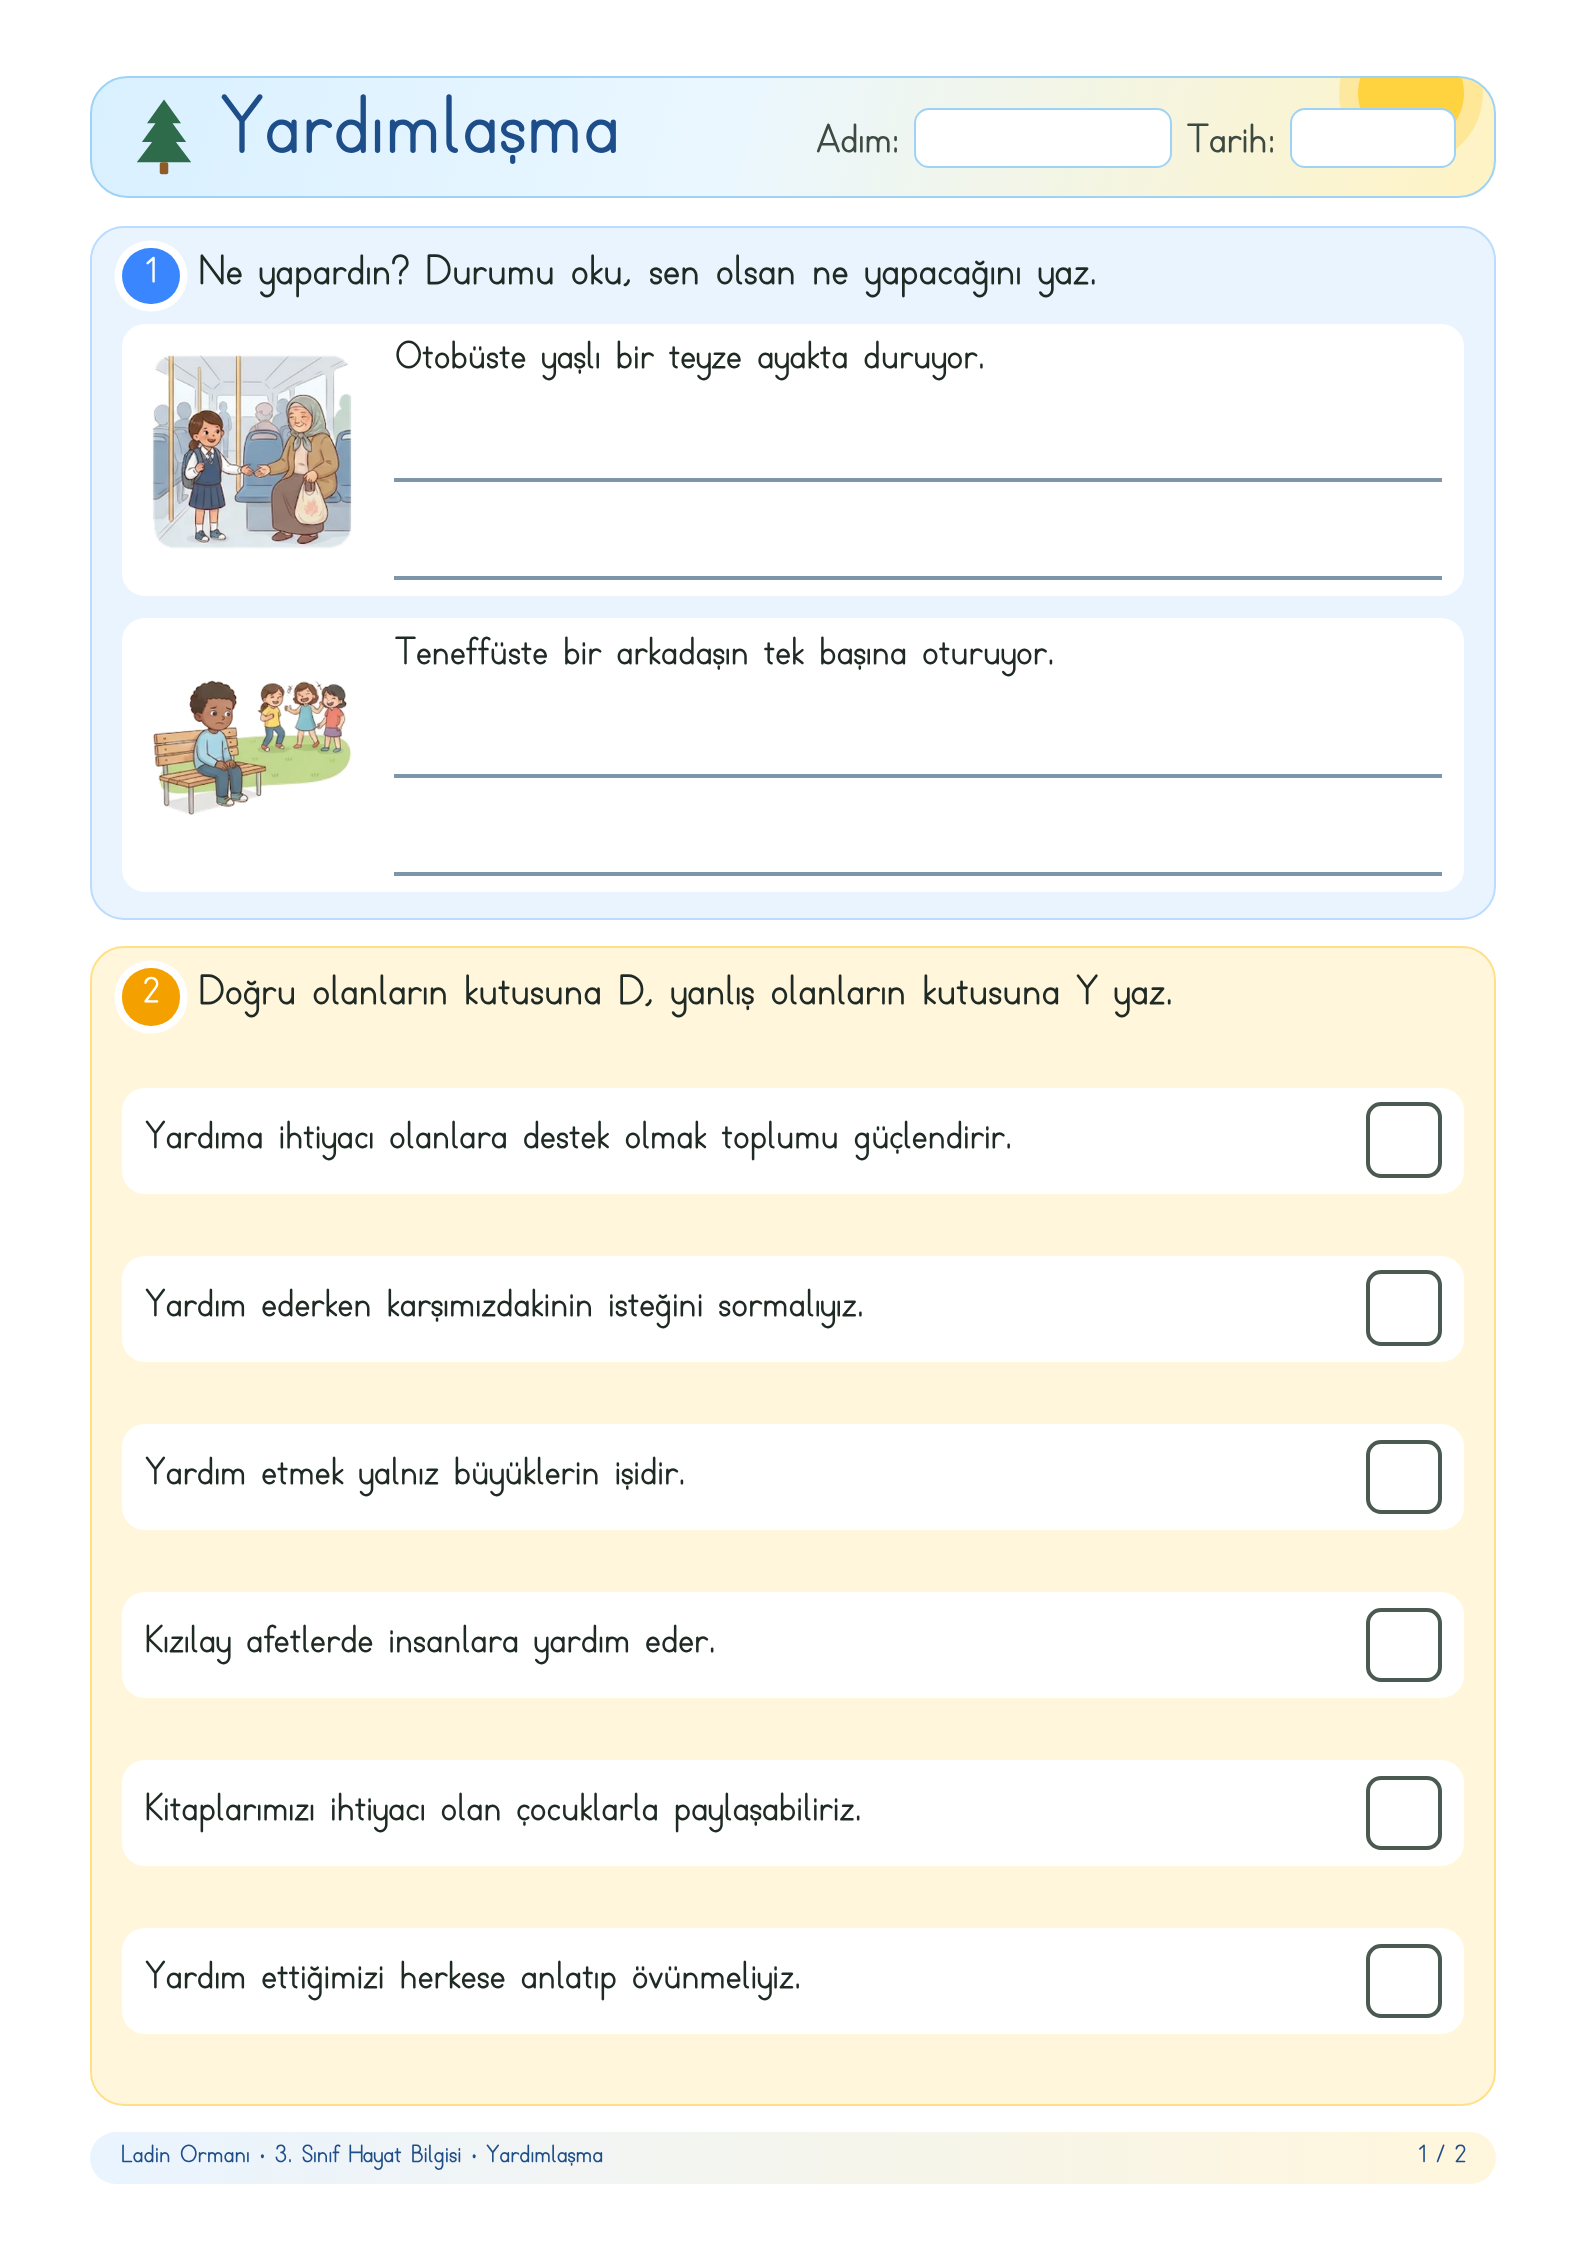 Yardımlaşma
Adım:
Tarih:
1
Ne yapardın? Durumu oku, sen olsan ne yapacağını yaz.
Otobüste yaşlı bir teyze ayakta duruyor.
Teneffüste bir arkadaşın tek başına oturuyor.
2
Doğru olanların kutusuna D, yanlış olanların kutusuna Y yaz.
Yardıma ihtiyacı olanlara destek olmak toplumu güçlendirir.
Yardım ederken karşımızdakinin isteğini sormalıyız.
Yardım etmek yalnız büyüklerin işidir.
Kızılay afetlerde insanlara yardım eder.
Kitaplarımızı ihtiyacı olan çocuklarla paylaşabiliriz.
Yardım ettiğimizi herkese anlatıp övünmeliyiz.
Ladin Ormanı • 3. Sınıf Hayat Bilgisi • Yardımlaşma
1 / 2